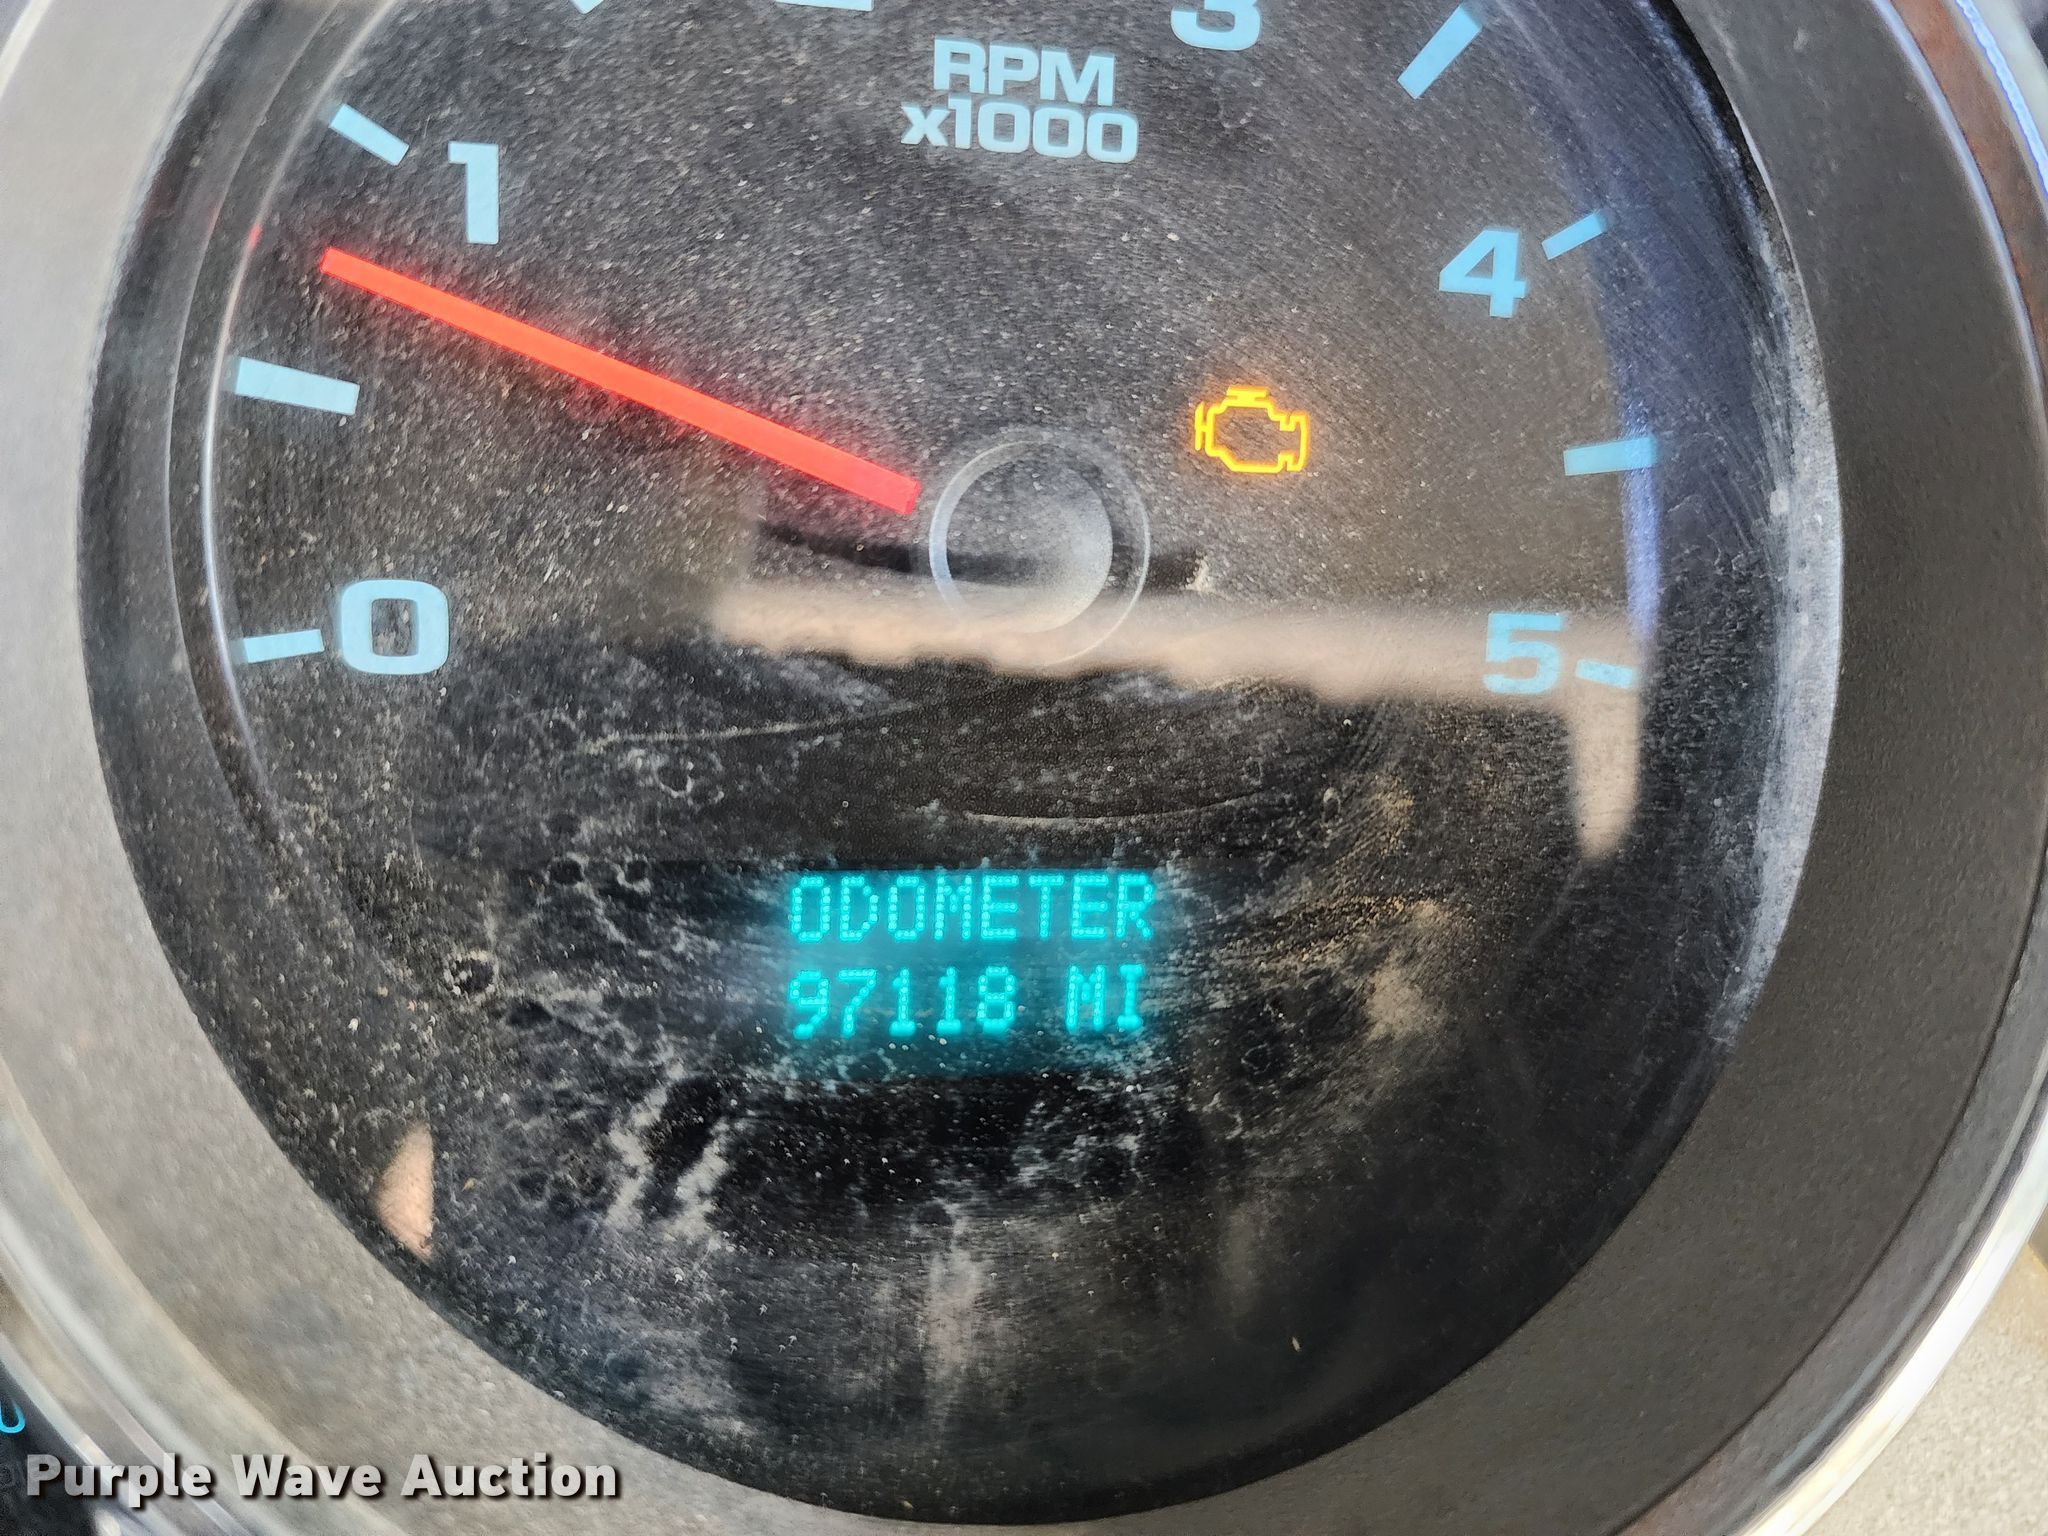 3
RPM
x1000
1
4
0
5
ODOMETER
97118 MI
Purple Wave Auction